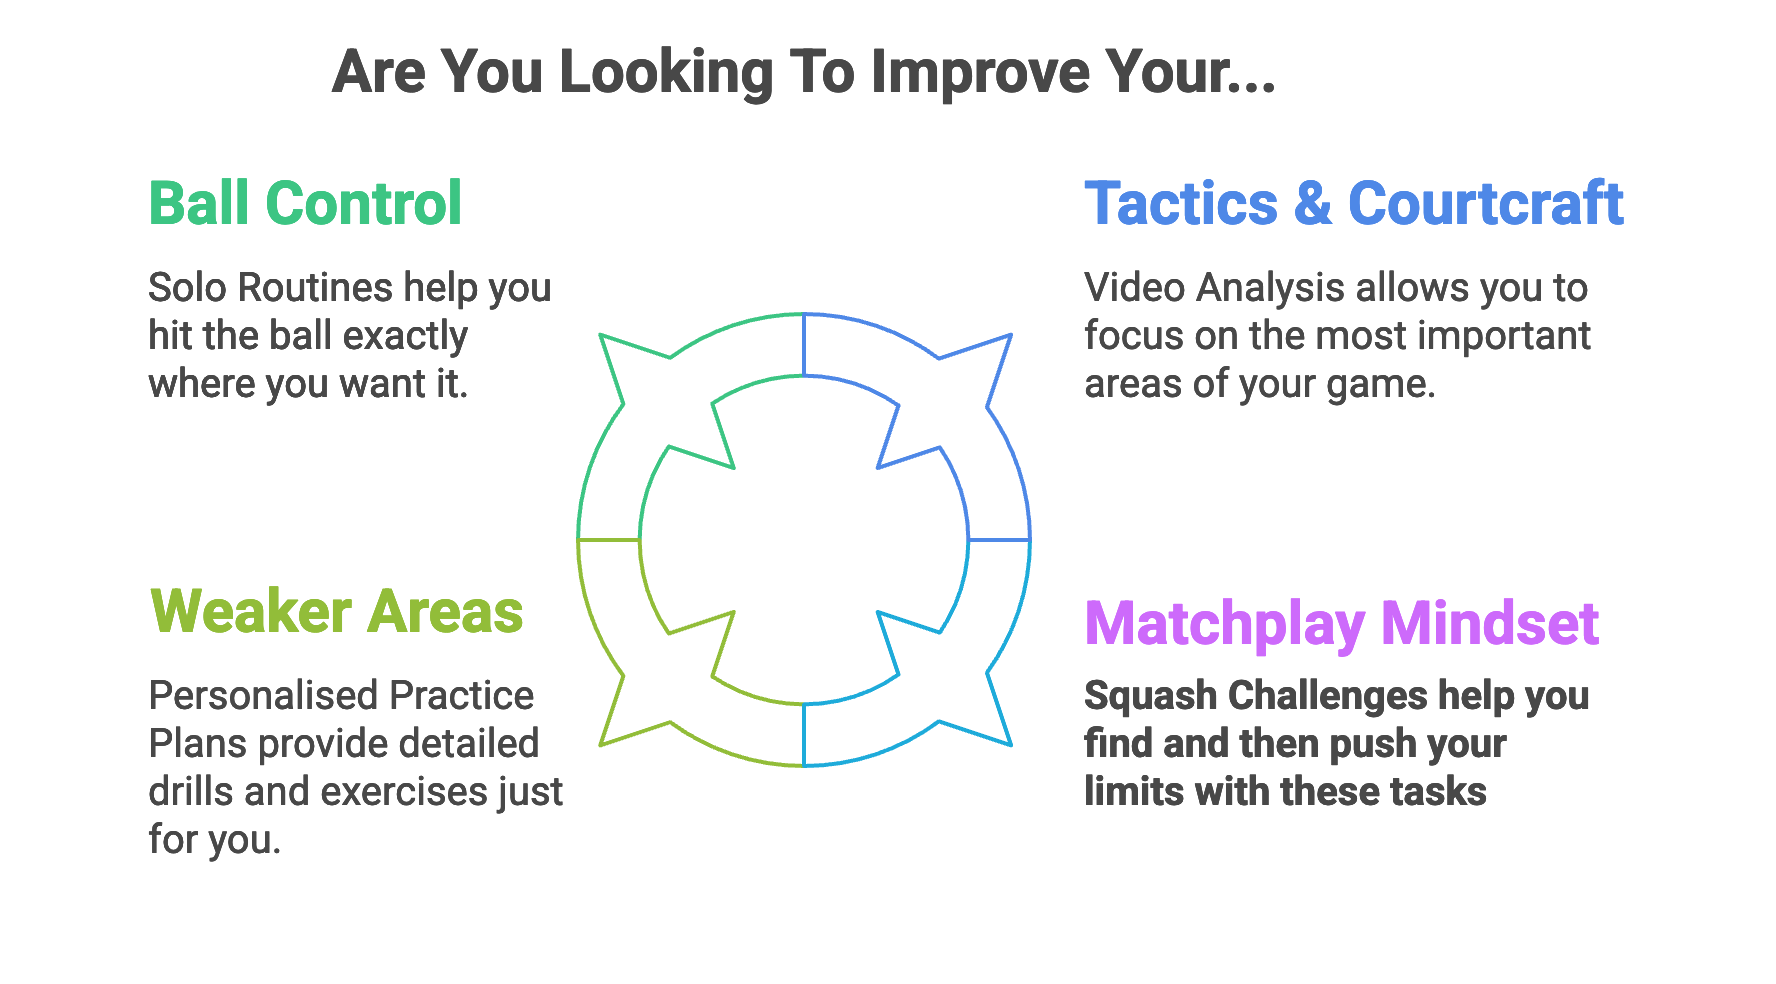 Are You Looking To Improve Your...
Ball Control
Solo Routines help you
hit the ball exactly
where you want it.
Tactics & Courtcraft
Video Analysis allows you to
focus on the most important
areas of your game.
Weaker Areas
Personalised Practice
Plans provide detailed
drills and exercises just
for you.
Matchplay Mindset
Squash Challenges help you
find and then push your
limits with these tasks